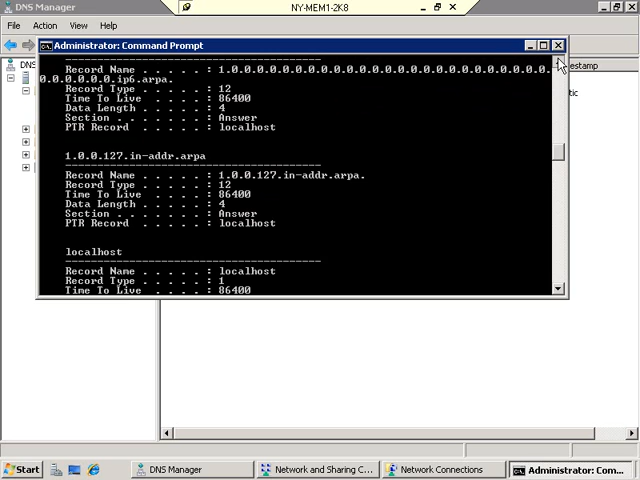 DNS Manager
NY-MEM1-2K8
File Action View Help
Administrator: Command Prompt
Record Name . . . . . : 1.0.0.0.0.0.0.0.0.0.0.0.0.0.0.0.0.0.0.0.0.0.0.0.0.0.
0.0.0.0.0.0.ip6.arpa.
Record Type . . . . . : 12
Time To Live . . . . : 86400
Data Length . . . . . : 4
Section . . . . . . . : Answer
PTR Record . . . . . : localhost
1.0.0.127.in-addr.arpa
----------------------------------------
Record Name . . . . . : 1.0.0.127.in-addr.arpa.
Record Type . . . . . : 12
Time To Live . . . . : 86400
Data Length . . . . . : 4
Section . . . . . . . : Answer
PTR Record . . . . . : localhost
localhost
----------------------------------------
Record Name . . . . . : localhost
Record Type . . . . . : 1
Time To Live . . . . : 86400
Start
DNS Manager
Network and Sharing C...
Network Connections
Administrator: Com...